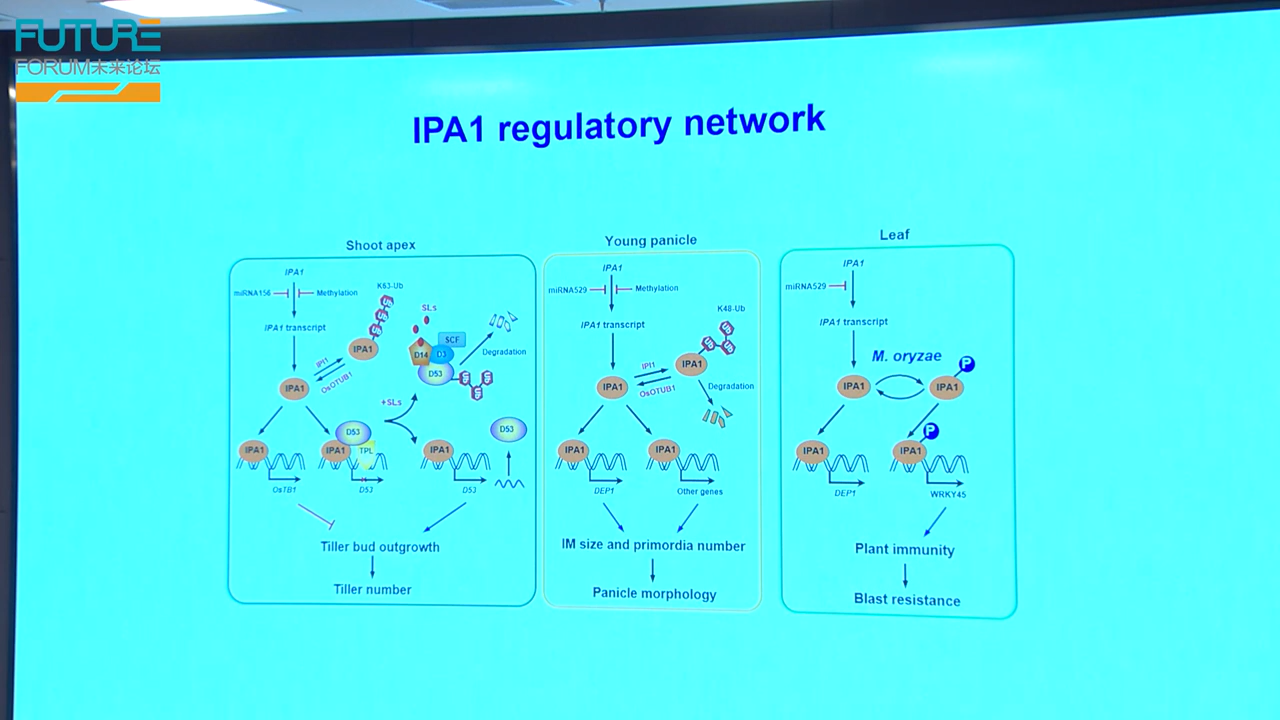 FUTURE
FORUM未来论坛
IPA1 regulatory network
Shoot apex
IPA1
miRNA156
Methylation
K63-Ub
IPA1 transcript
IPA1
IPI1
OsOTUB1
IPA1
SLs
SCF
D14
D3
D53
Degradation
+SLs
D53
IPA1
OsTB1
D53
IPA1
TPL
D53
IPA1
D53
Tiller bud outgrowth
Tiller number
Young panicle
IPA1
miRNA529
Methylation
IPA1 transcript
K48-Ub
IPA1
IPI1
OsOTUB1
IPA1
Degradation
IPA1
DEP1
IPA1
Other genes
IM size and primordia number
Panicle morphology
Leaf
IPA1
miRNA529
IPA1 transcript
M. oryzae
P
IPA1
IPA1
P
IPA1
DEP1
IPA1
WRKY45
Plant immunity
Blast resistance